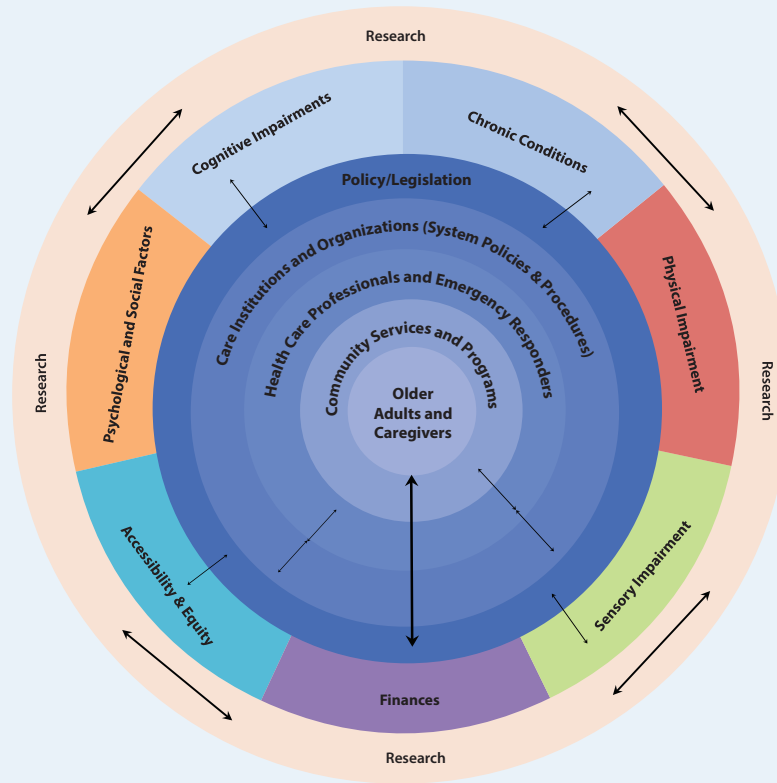 Research
Cognitive Impairments
Chronic Conditions
Policy/Legislation
Care Institutions and Organizations (System Policies & Procedures)
Health Care Professionals and Emergency Responders
Community Services and Programs
Older
Adults and
Caregivers
Psychological and Social Factors
Physical Impairment
Research
Research
Accessibility & Equity
Sensory Impairment
Finances
Research